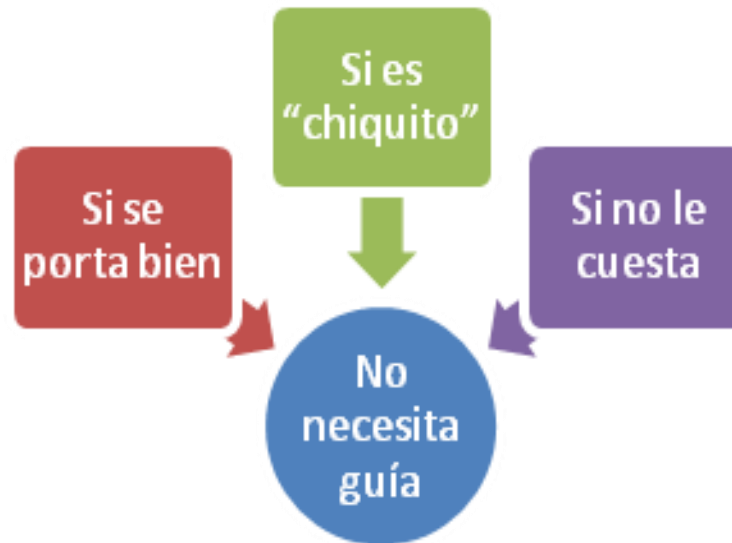 Si se
porta bien
Si es
“chiquito”
Si no le
cuesta
No
necesita
guía